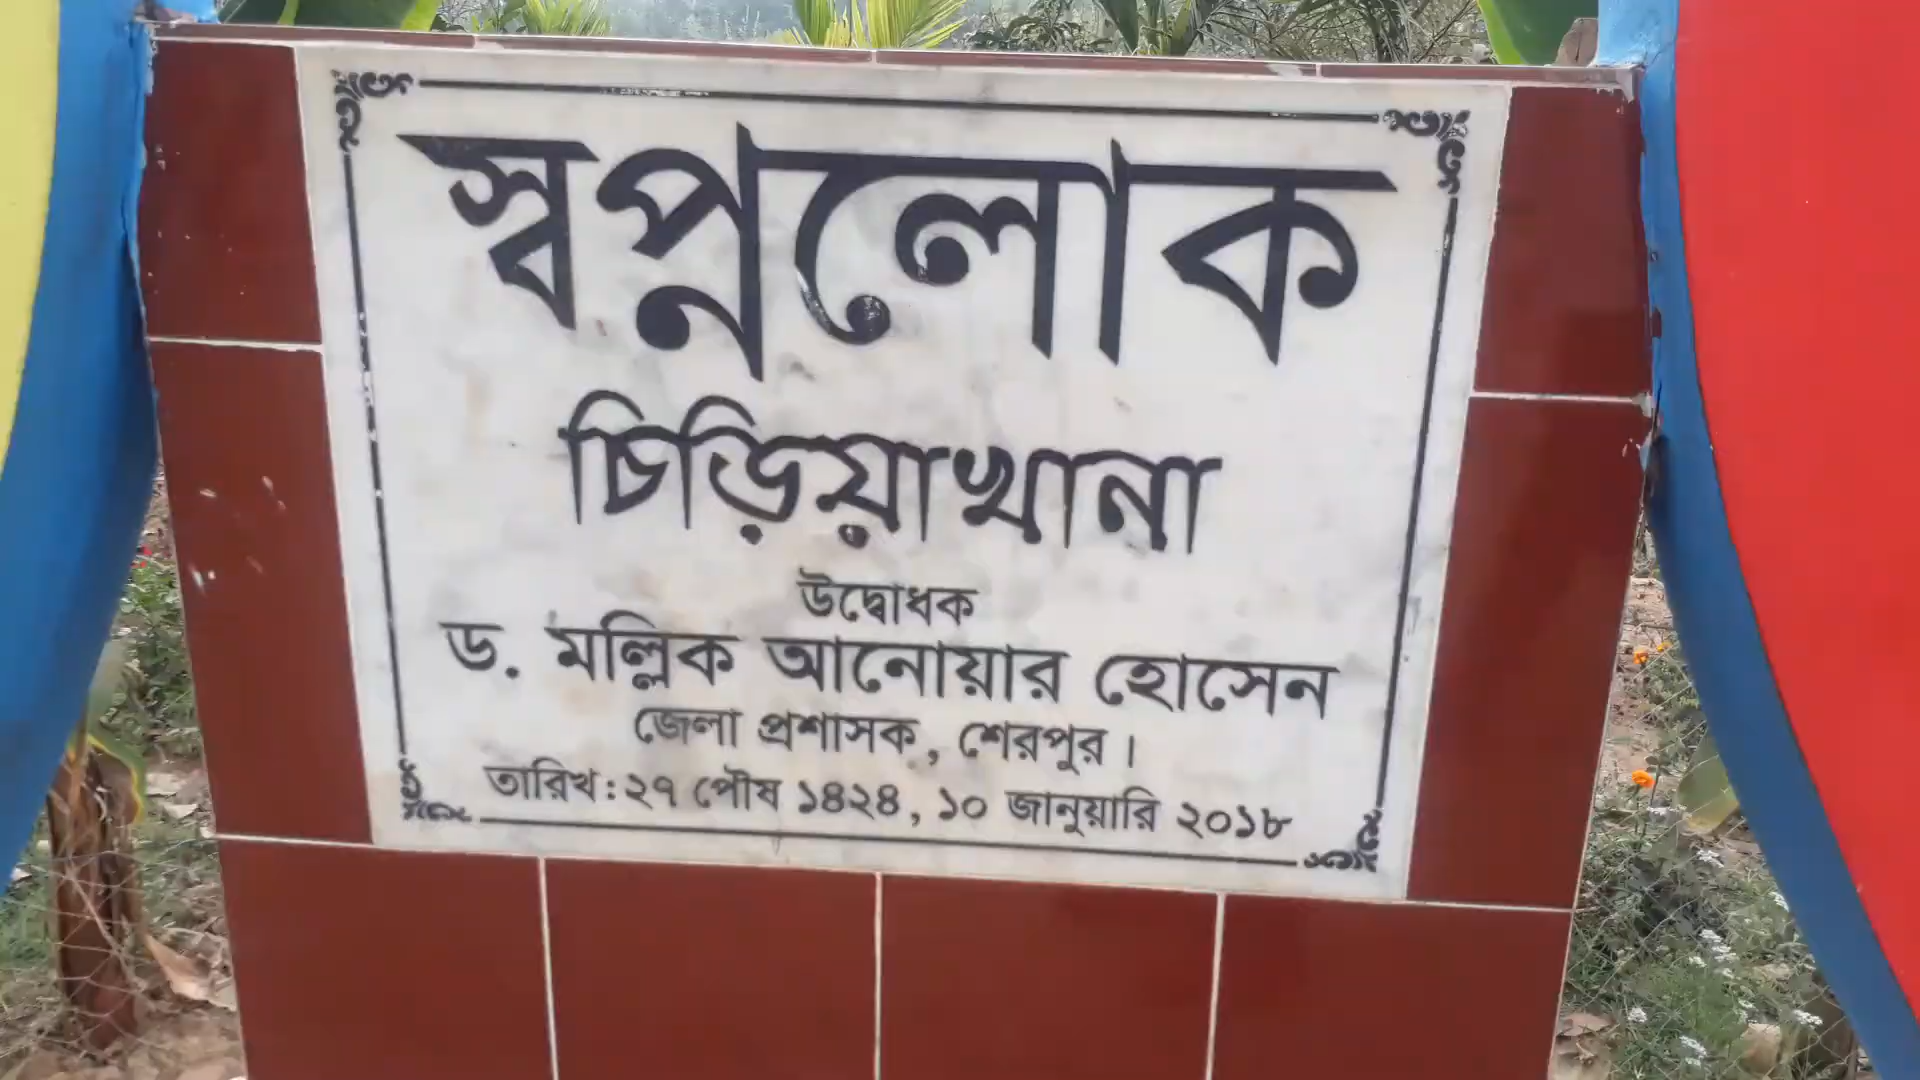 স্বপ্নলোক
চিড়িয়াখানা
উদ্বোধক
ড. মল্লিক আনোয়ার হোসেন
জেলা প্রশাসক, শেরপুর।
তারিখ:২৭ পৌষ ১৪২৪, ১০ জানুয়ারি ২০১৮